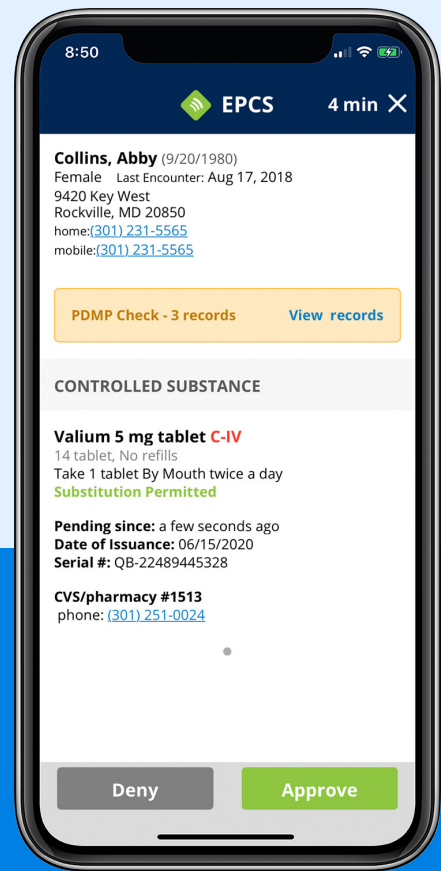 8:50
EPCS 4 min
Collins, Abby (9/20/1980)
Female Last Encounter: Aug 17, 2018
9420 Key West
Rockville, MD 20850
home:(301) 231-5565
mobile:(301) 231-5565
PDMP Check - 3 records View records
CONTROLLED SUBSTANCE
Valium 5 mg tablet C-IV
14 tablet, No refills
Take 1 tablet By Mouth twice a day
Substitution Permitted
Pending since: a few seconds ago
Date of Issuance: 06/15/2020
Serial #: QB-22489445328
CVS/pharmacy #1513
phone: (301) 251-0024
Deny Approve